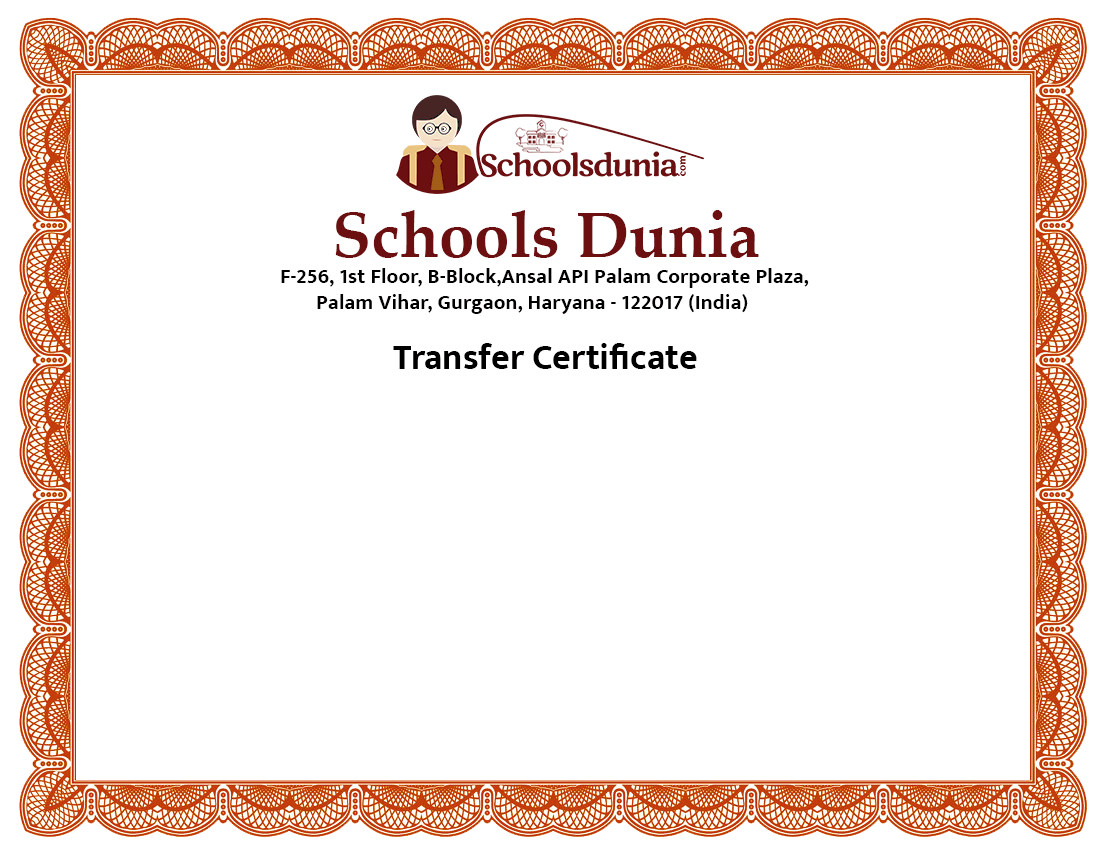 Schoolsdunia.com
Schools Dunia
F-256, 1st Floor, B-Block,Ansal API Palam Corporate Plaza,
Palam Vihar, Gurgaon, Haryana - 122017 (India)
Transfer Certificate